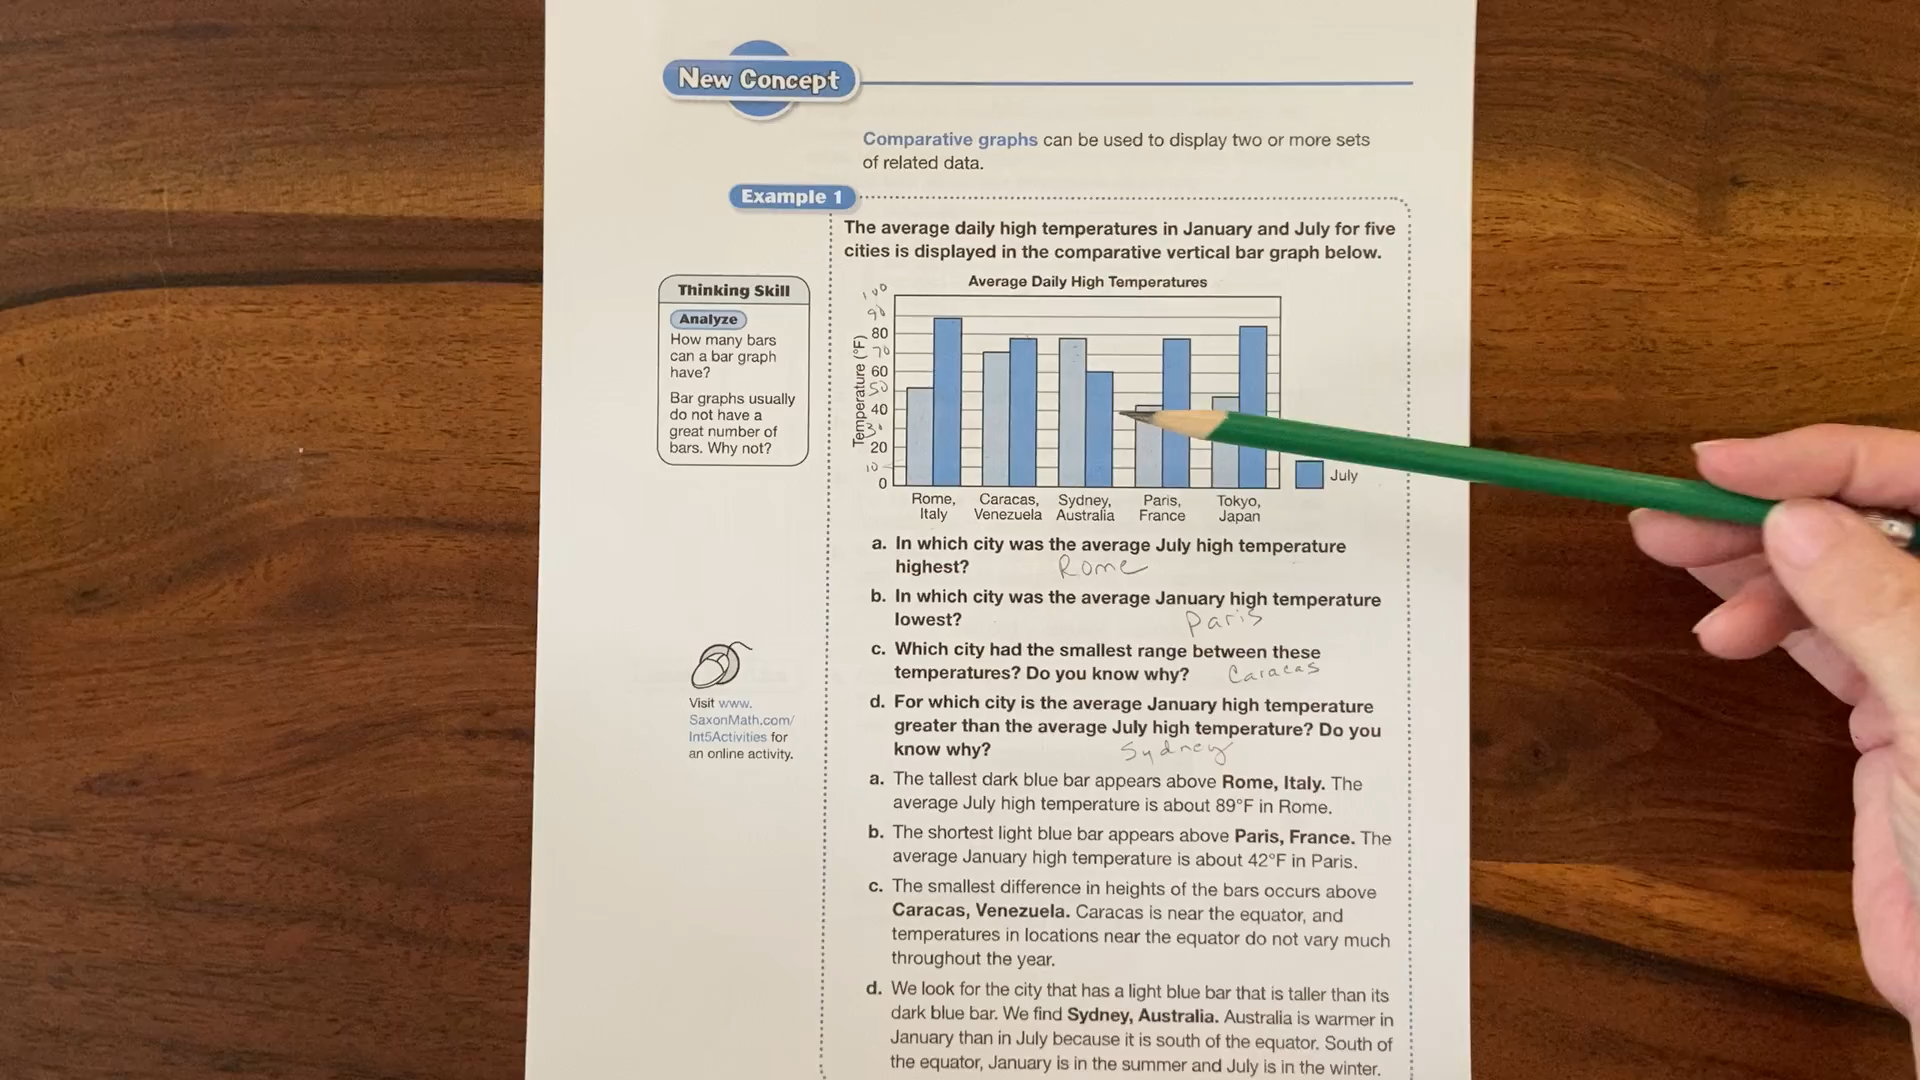 New Concept
Comparative graphs can be used to display two or more sets
of related data.
Example 1
The average daily high temperatures in January and July for five
cities is displayed in the comparative vertical bar graph below.
Thinking Skill
Analyze
How many bars
can a bar graph
have?
Bar graphs usually
do not have a
great number of
bars. Why not?
Average Daily High Temperatures
Temperature (°F)
100
90
80
70
60
50
40
30
20
10
0
July
Rome, Caracas, Sydney, Paris, Tokyo,
Italy Venezuela Australia France Japan
a. In which city was the average July high temperature
highest? Rome
b. In which city was the average January high temperature
lowest? Paris
c. Which city had the smallest range between these
temperatures? Do you know why? Caracas
d. For which city is the average January high temperature
greater than the average July high temperature? Do you
know why? Sydney
Visit www.
SaxonMath.com/
Int5Activities for
an online activity.
a. The tallest dark blue bar appears above Rome, Italy. The
average July high temperature is about 89°F in Rome.
b. The shortest light blue bar appears above Paris, France. The
average January high temperature is about 42°F in Paris.
c. The smallest difference in heights of the bars occurs above
Caracas, Venezuela. Caracas is near the equator, and
temperatures in locations near the equator do not vary much
throughout the year.
d. We look for the city that has a light blue bar that is taller than its
dark blue bar. We find Sydney, Australia. Australia is warmer in
January than in July because it is south of the equator. South of
the equator, January is in the summer and July is in the winter.